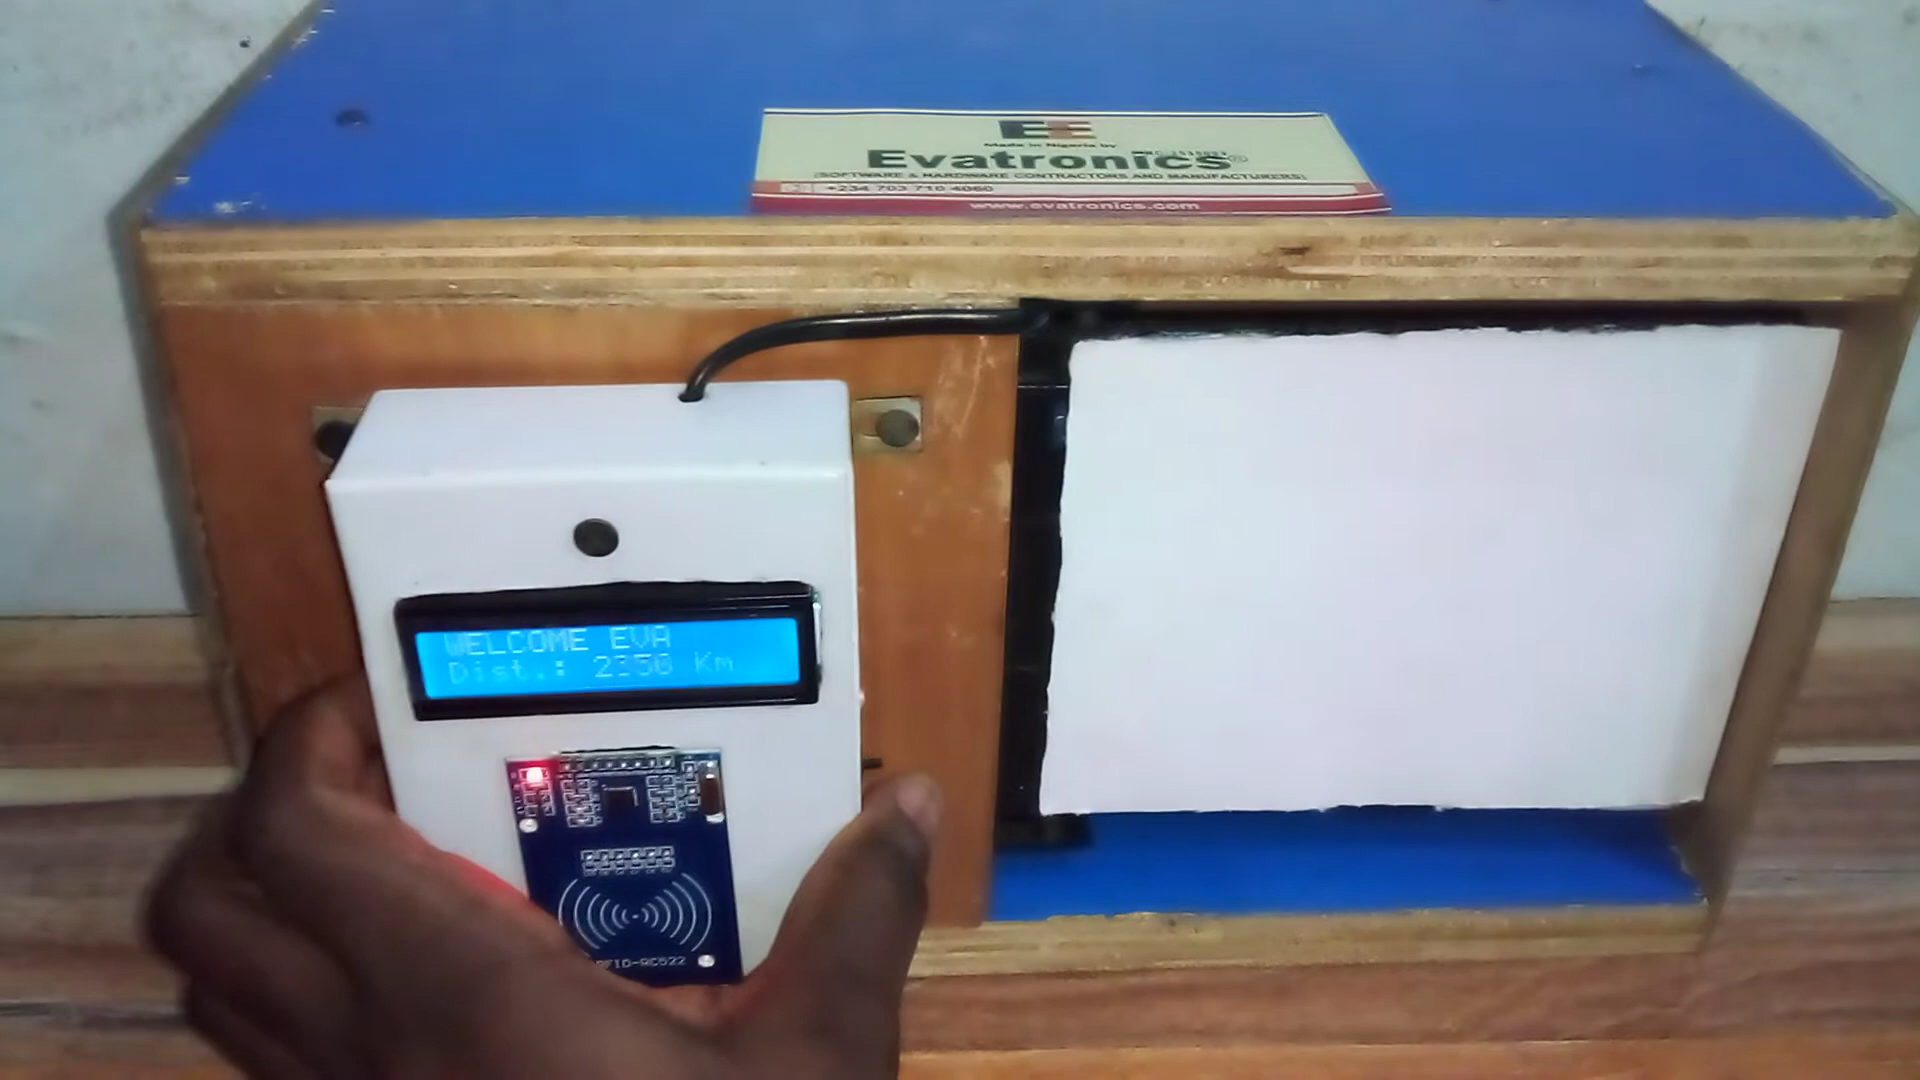 EE
Made in Nigeria by
Evatronics®
(SOFTWARE & HARDWARE CONTRACTORS AND MANUFACTURERS)
+234 703 710 4060
www.evatronics.com
WELCOME EVA
Dist.: Km
RFID-RC522